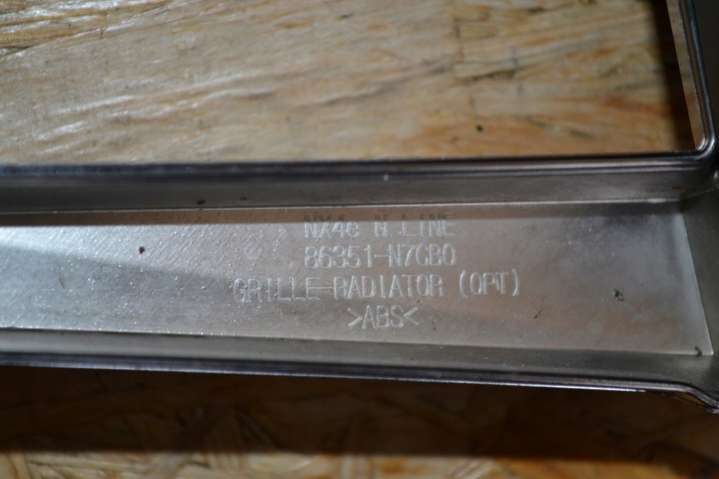 NX4e N LINE
86351-N7CB0
GRILLE-RADIATOR (OPT)
>ABS<